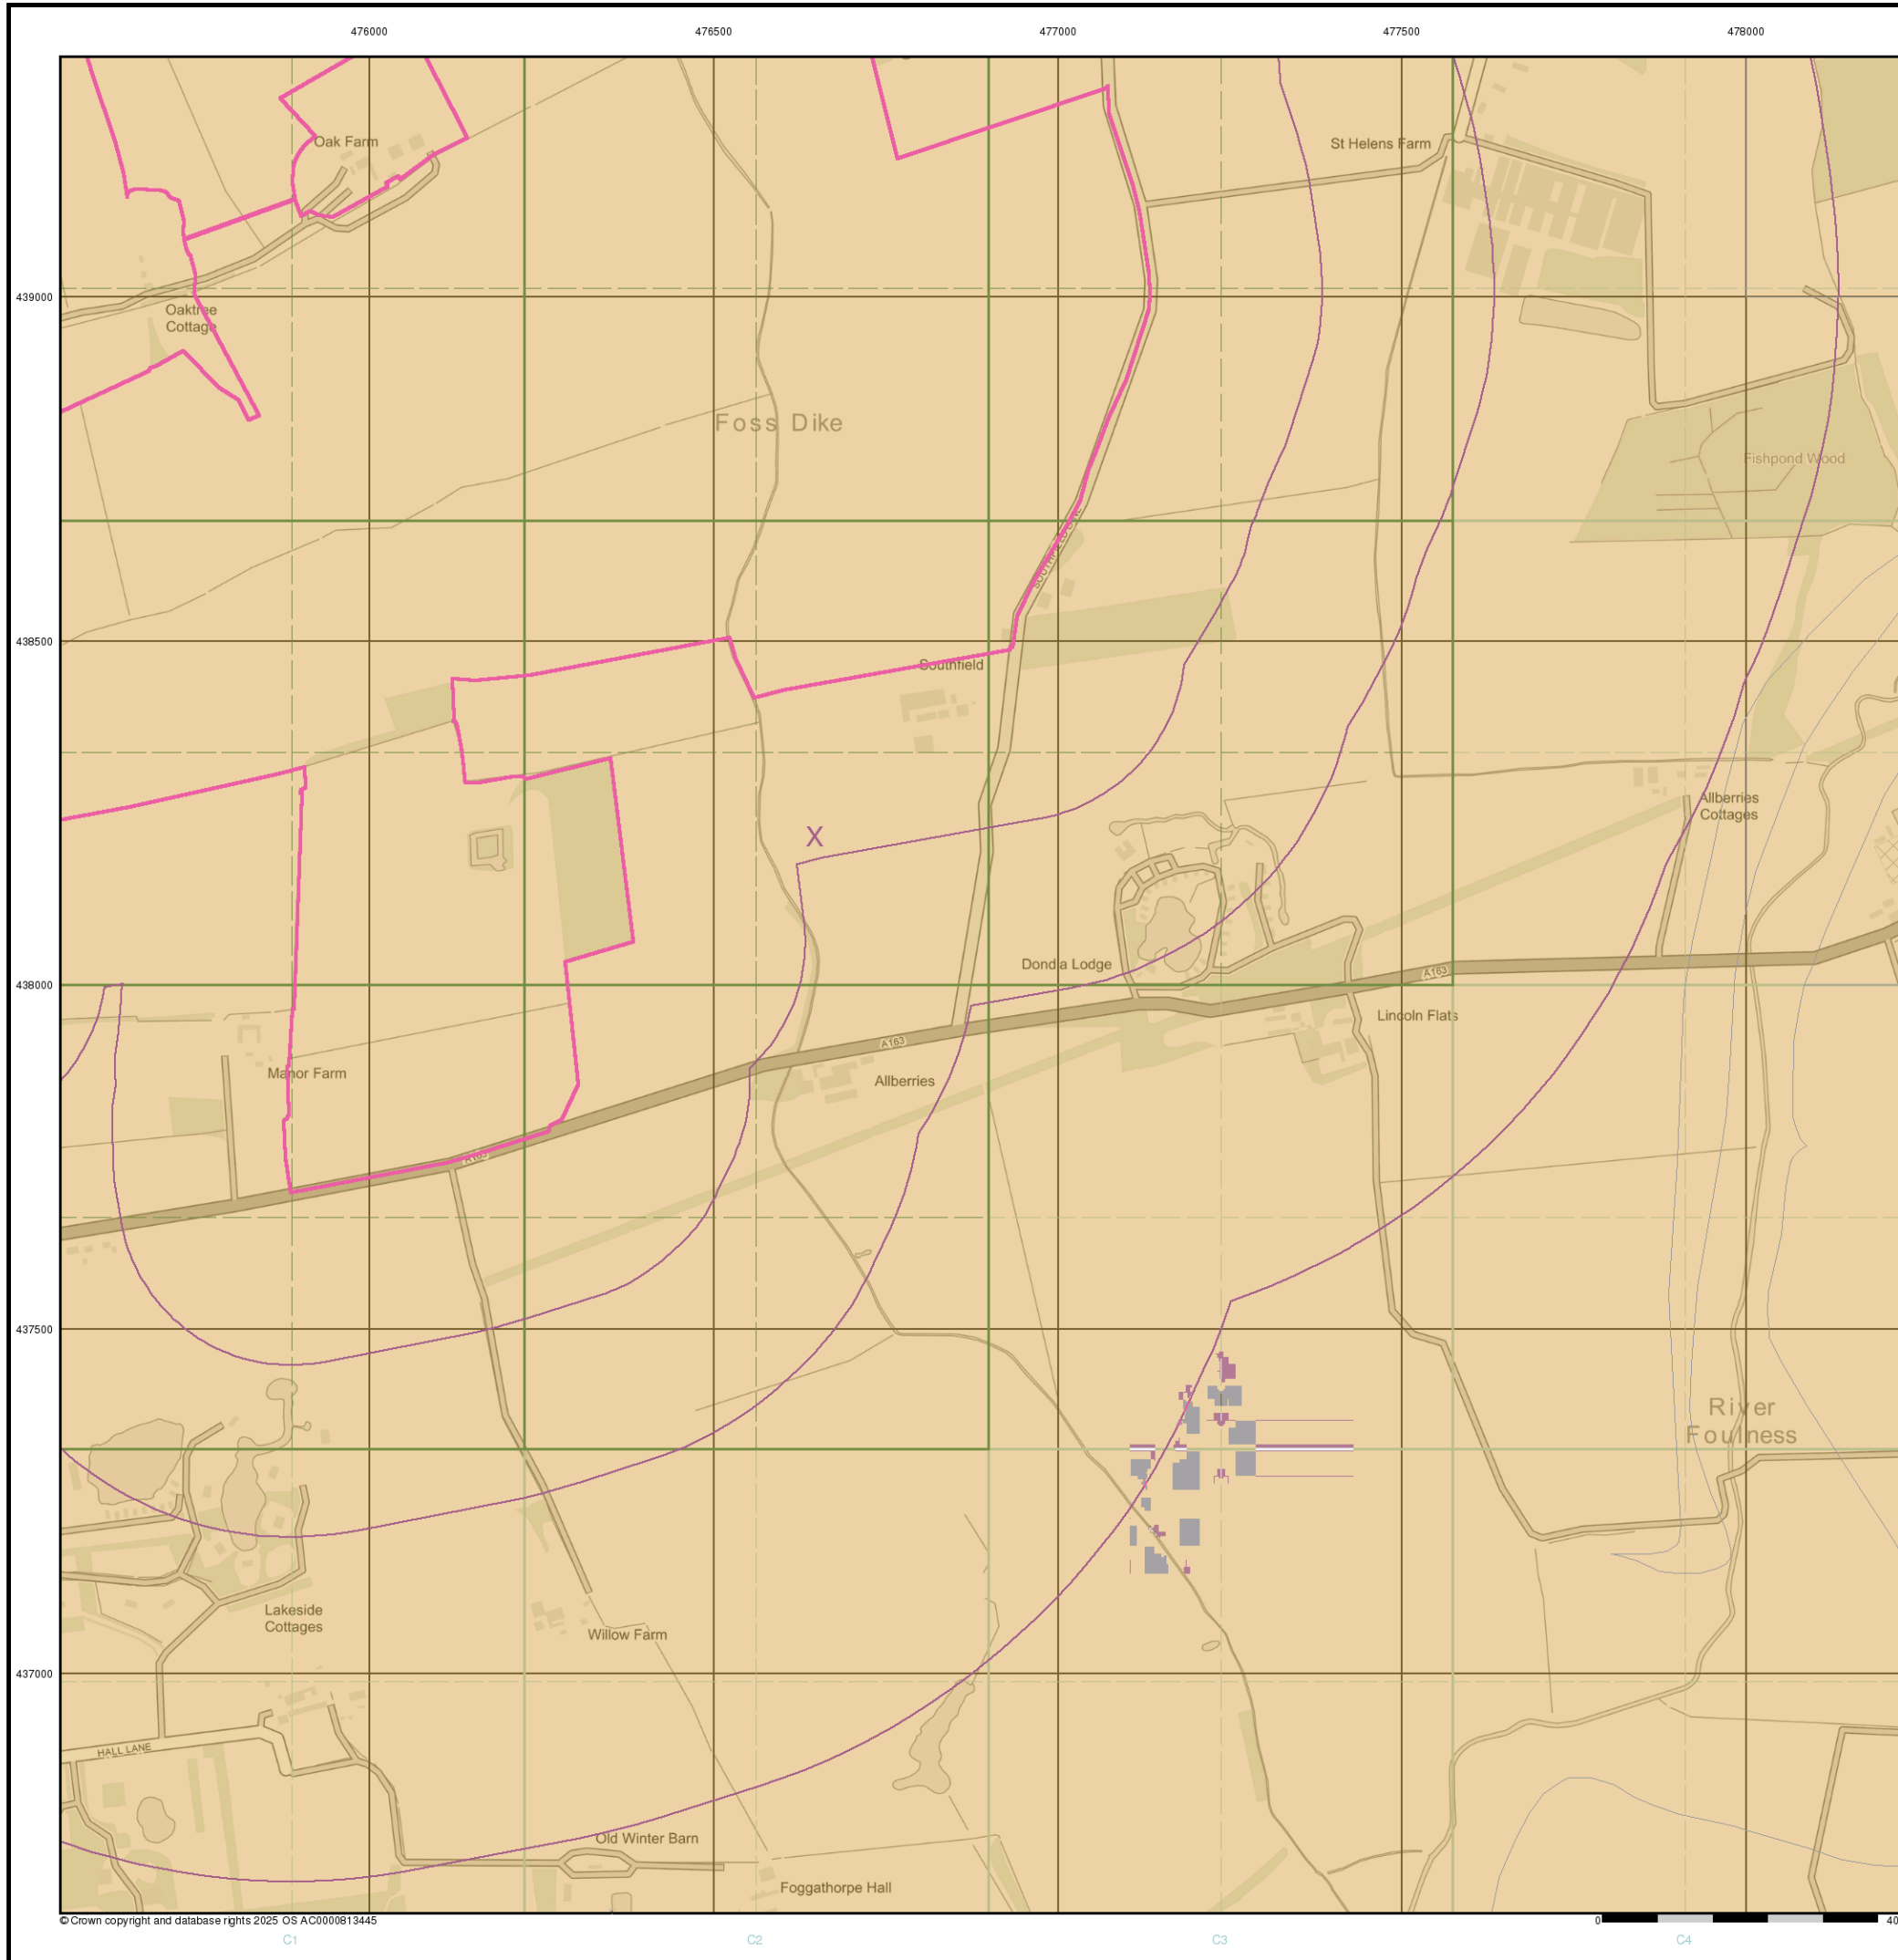 476000
476500
477000
477500
478000
St Helens Farm
Oak Farm
439000
Oaktree
Cottage
Foss Dike
Fishpond Wood
438500
Southfield
X
Allberries
Cottages
Dondia Lodge
A163
438000
Lincoln Flats
A163
Manor Farm
Allberries
A163
437500
River
Foulness
Lakeside
Cottages
Willow Farm
437000
HALL LANE
Old Winter Barn
Foggathorpe Hall
© Crown copyright and database rights 2025 OS AC0000813445
0
40
C1
C2
C3
C4